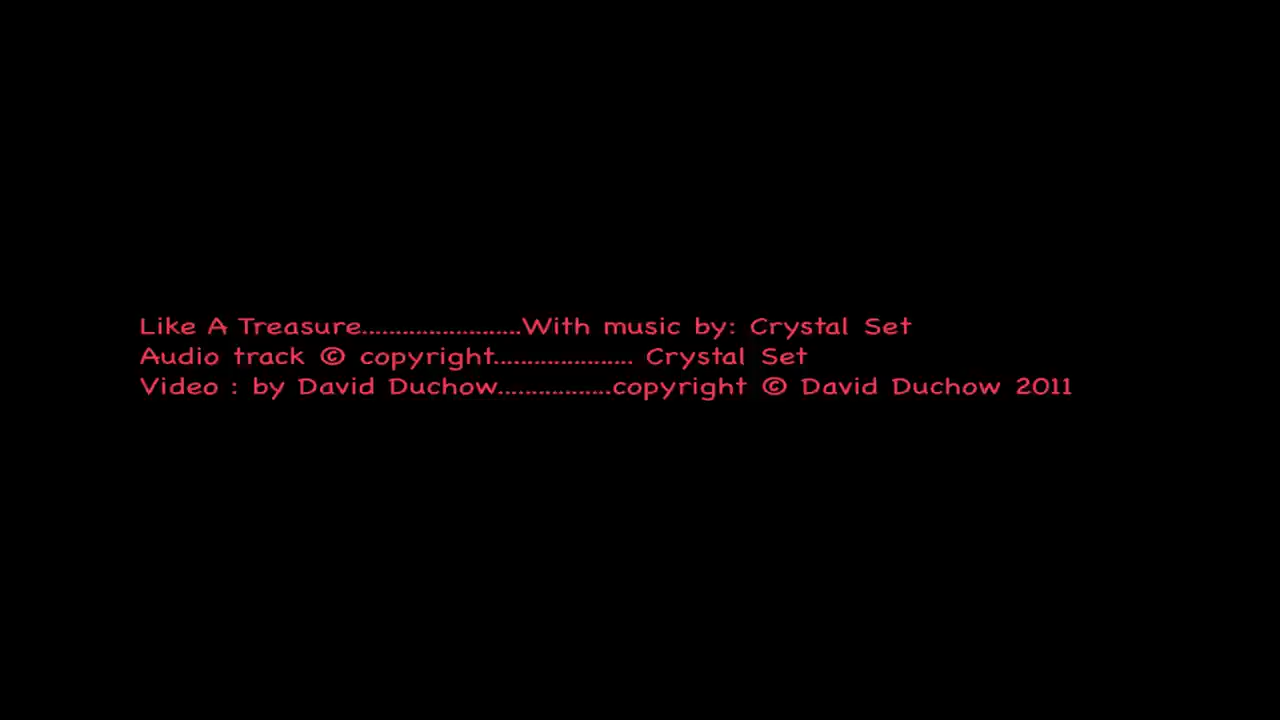 Like A Treasure........................With music by: Crystal Set
Audio track © copyright..................... Crystal Set
Video : by David Duchow.................copyright © David Duchow 2011